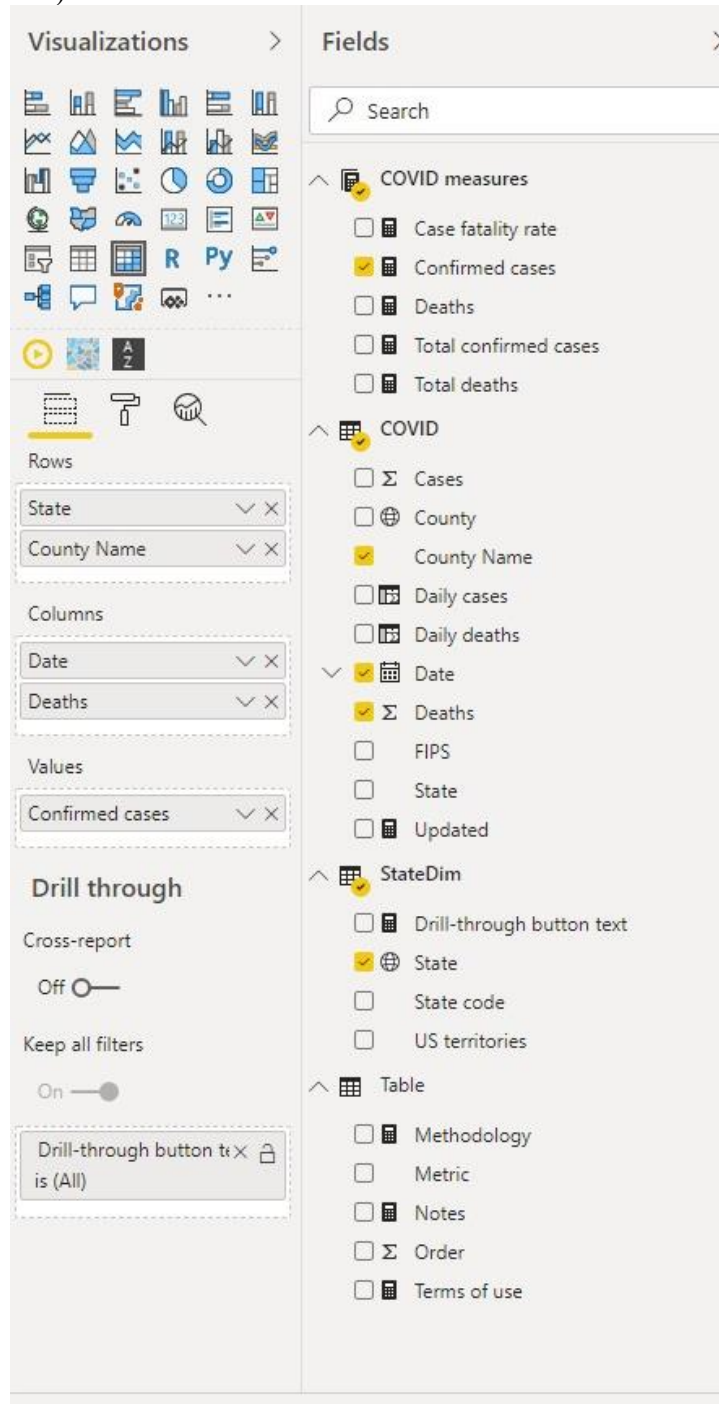 Visualizations
Rows
State
County Name
Columns
Date
Deaths
Values
Confirmed cases
Drill through
Cross-report
Off
Keep all filters
On
Drill-through button te
is (All)
123
R
Py
A
Z
Fields
Search
COVID measures
Case fatality rate
Confirmed cases
Deaths
Total confirmed cases
Total deaths
COVID
Σ Cases
County
County Name
Daily cases
Daily deaths
Date
Σ Deaths
FIPS
State
Updated
StateDim
Drill-through button text
State
State code
US territories
Table
Methodology
Metric
Notes
Σ Order
Terms of use